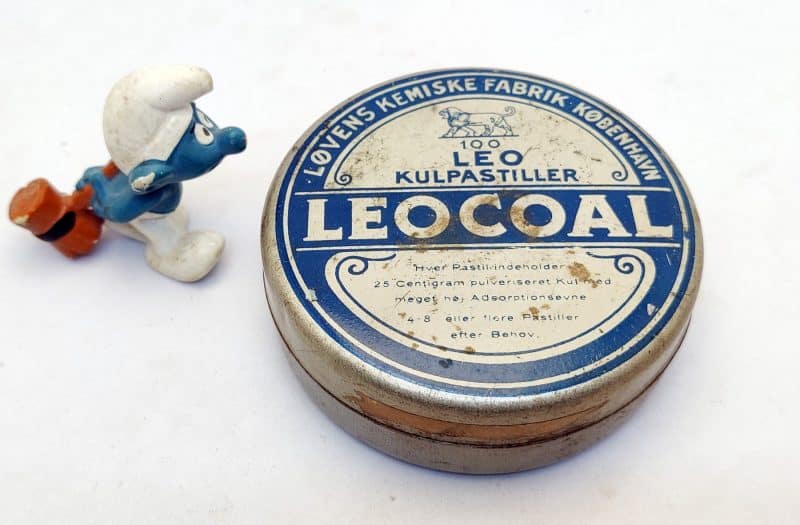 LØVENS KEMISKE FABRIK KØBENHAVN
100
LEO
KULPASTILLER
LEOCOAL
Hver Pastil indeholder
25 Centigram pulveriseret Kul med
meget høj Adsorptionsevne
4-8 eller flere Pastiller
efter Behov.